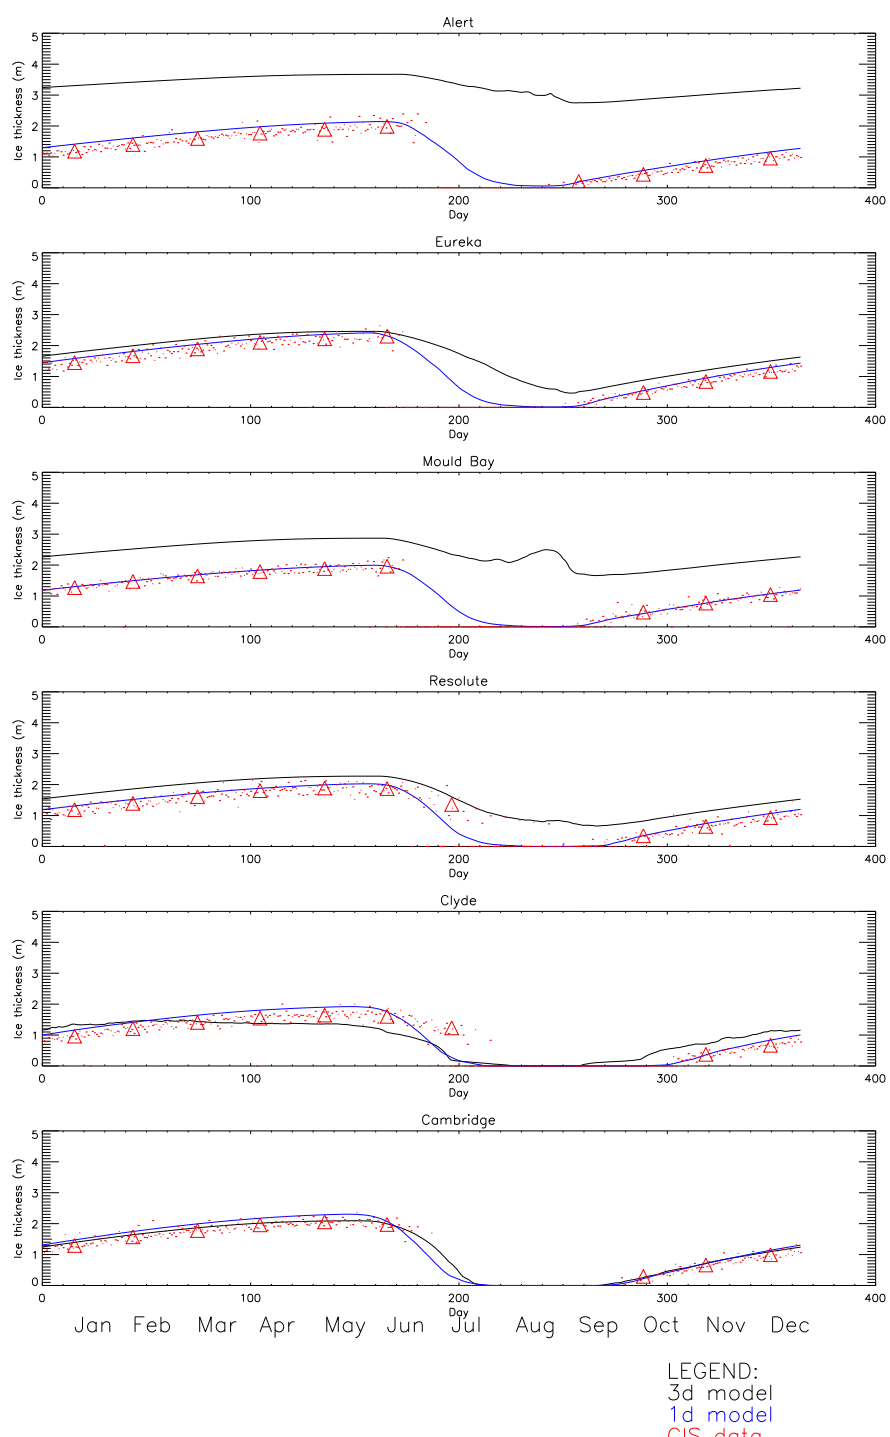 Alert
5
4
3
2
1
0
Ice thickness (m)
0 100 200 300 400
Day
Eureka
5
4
3
2
1
0
Ice thickness (m)
0 100 200 300 400
Day
Mould Bay
5
4
3
2
1
0
Ice thickness (m)
0 100 200 300 400
Day
Resolute
5
4
3
2
1
0
Ice thickness (m)
0 100 200 300 400
Day
Clyde
5
4
3
2
1
0
Ice thickness (m)
0 100 200 300 400
Day
Cambridge
5
4
3
2
1
0
Ice thickness (m)
0 100 200 300 400
Day
Jan Feb Mar Apr May Jun Jul Aug Sep Oct Nov Dec
LEGEND:
3d model
1d model
CIS data